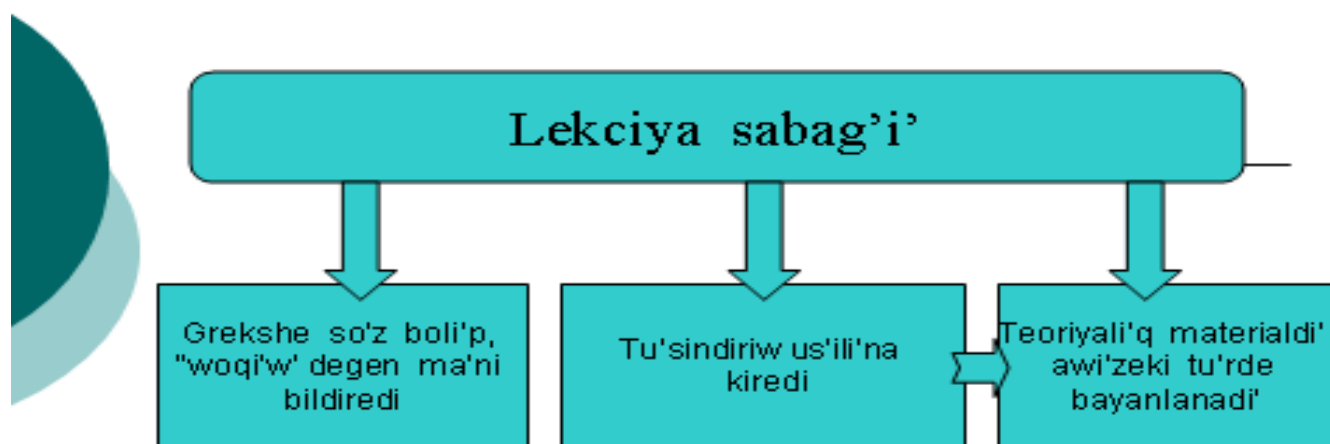 Lekciya sabag’i’
Grekshe so'z boli'p,
"woqi'w' degen ma'ni
bildiredi
Tu'sindiriw us'ili'na
kiredi
Teoriyali'q materialdi'
awi'zeki tu'rde
bayanlanadi'